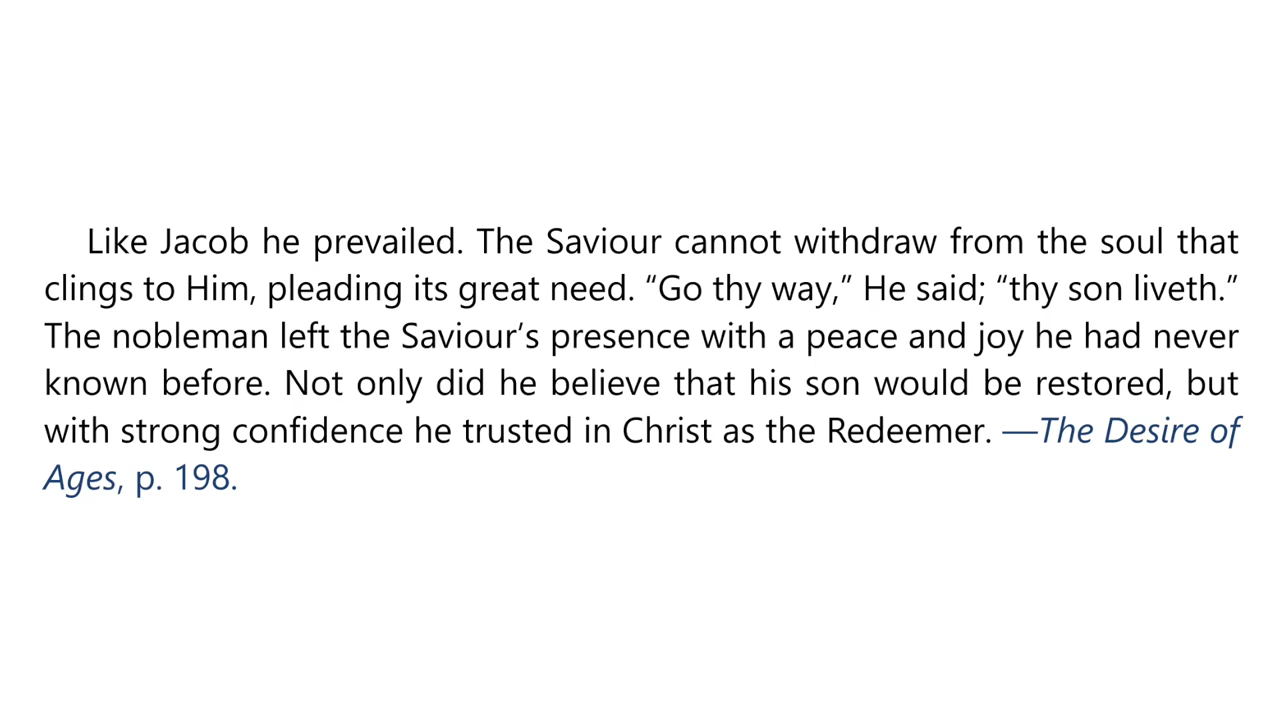 Like Jacob he prevailed. The Saviour cannot withdraw from the soul that
clings to Him, pleading its great need. “Go thy way,” He said; “thy son liveth.”
The nobleman left the Saviour’s presence with a peace and joy he had never
known before. Not only did he believe that his son would be restored, but
with strong confidence he trusted in Christ as the Redeemer. —The Desire of
Ages, p. 198.